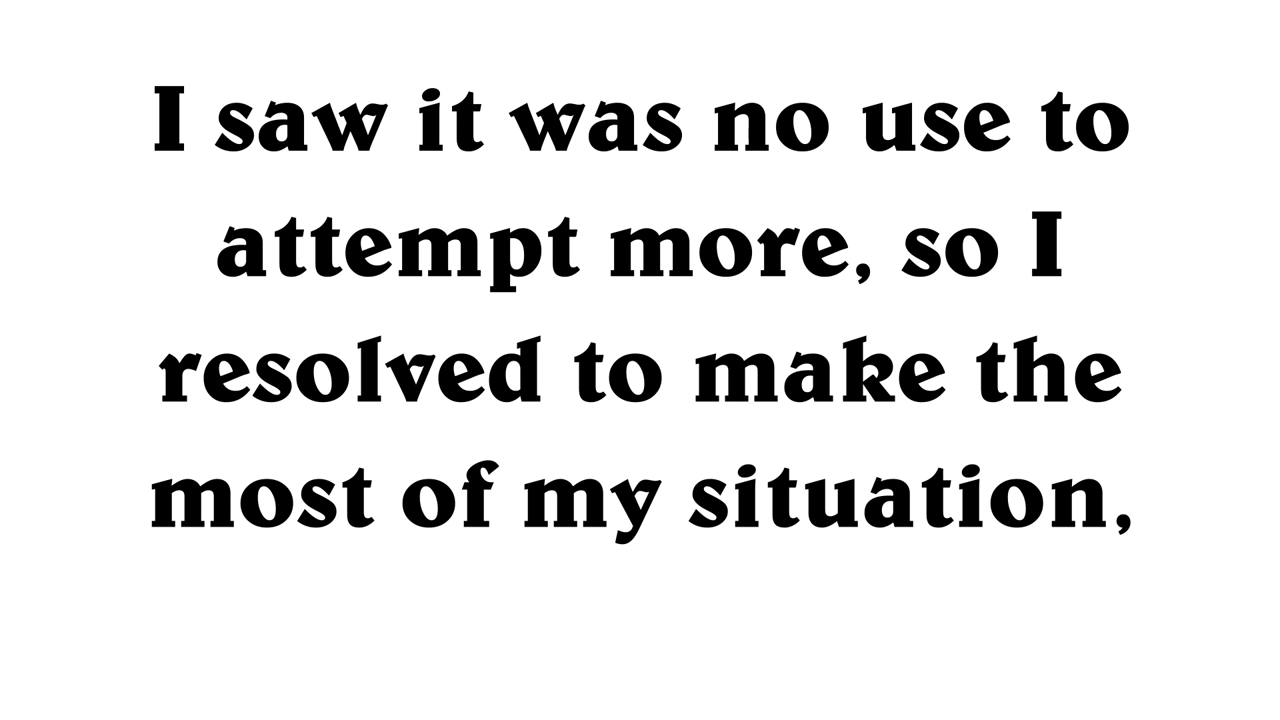 I saw it was no use to
attempt more, so I
resolved to make the
most of my situation,